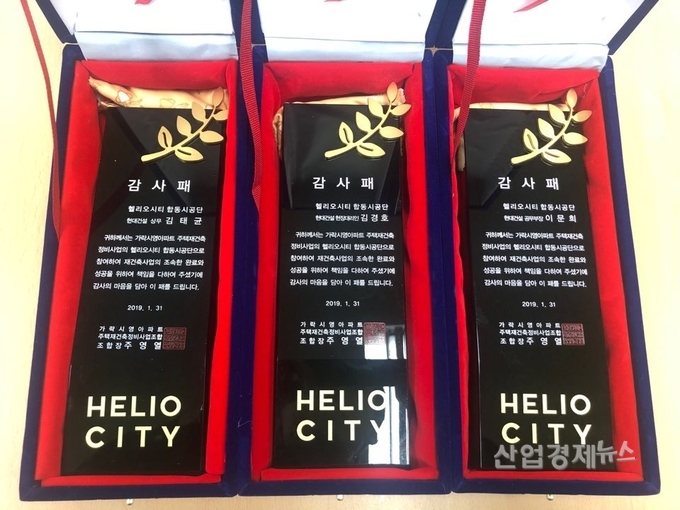 감 사 패
헬리오시티 합동시공단
현대건설 상무 김 태 균
귀하께서는 가락시영아파트 주택재건축
정비사업의 헬리오시티 합동시공단으로
참여하여 재건축사업의 조속한 완료와
성공을 위하여 책임을 다하여 주셨기에
감사의 마음을 담아 이 패를 드립니다.
2019. 1. 31
가 락 시 영 아 파 트
주택재건축정비사업조합
조 합 장 주 영 열
HELIO
CITY
감 사 패
헬리오시티 합동시공단
현대건설 현장대리인 김 경 호
귀하께서는 가락시영아파트 주택재건축
정비사업의 헬리오시티 합동시공단으로
참여하여 재건축사업의 조속한 완료와
성공을 위하여 책임을 다하여 주셨기에
감사의 마음을 담아 이 패를 드립니다.
2019. 1. 31
가 락 시 영 아 파 트
주택재건축정비사업조합
조 합 장 주 영 열
HELIO
CITY
감 사 패
헬리오시티 합동시공단
현대건설 공무부장 이 문 희
귀하께서는 가락시영아파트 주택재건축
정비사업의 헬리오시티 합동시공단으로
참여하여 재건축사업의 조속한 완료와
성공을 위하여 책임을 다하여 주셨기에
감사의 마음을 담아 이 패를 드립니다.
2019. 1. 31
가 락 시 영 아 파 트
주택재건축정비사업조합
조 합 장 주 영 열
HELIO
CITY
산업경제뉴스